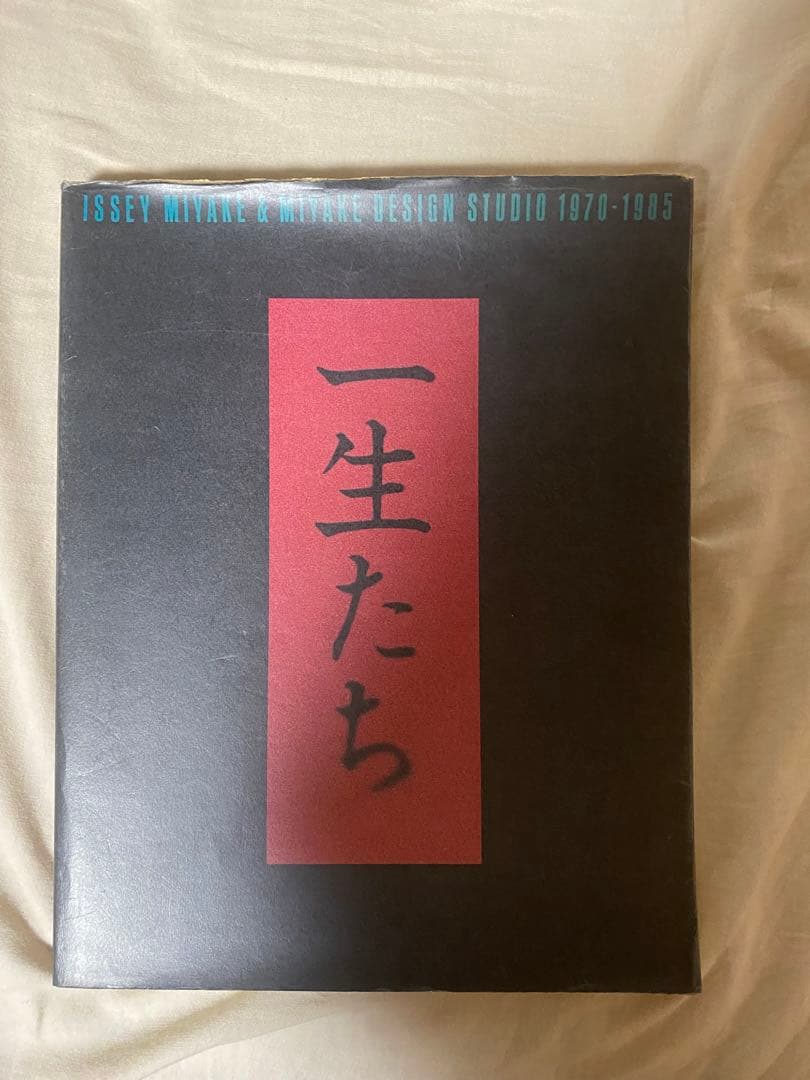 ISSEY MIYAKE & MIYAKE DESIGN STUDIO 1970-1985
一生たち